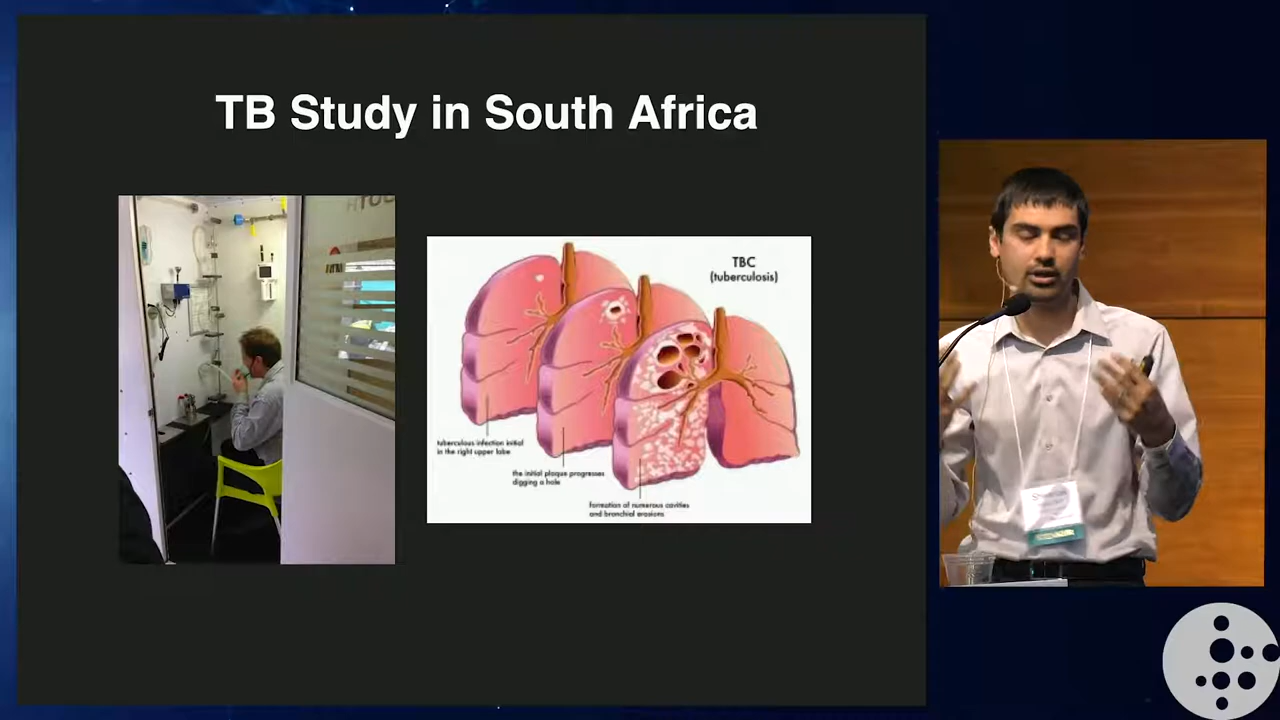 TB Study in South Africa
TBC
(tuberculosis)
tuberculous infection initial
in the right upper lobe
the initial plaque progresses
digging a hole
formation of numerous cavities
and bronchial erosions